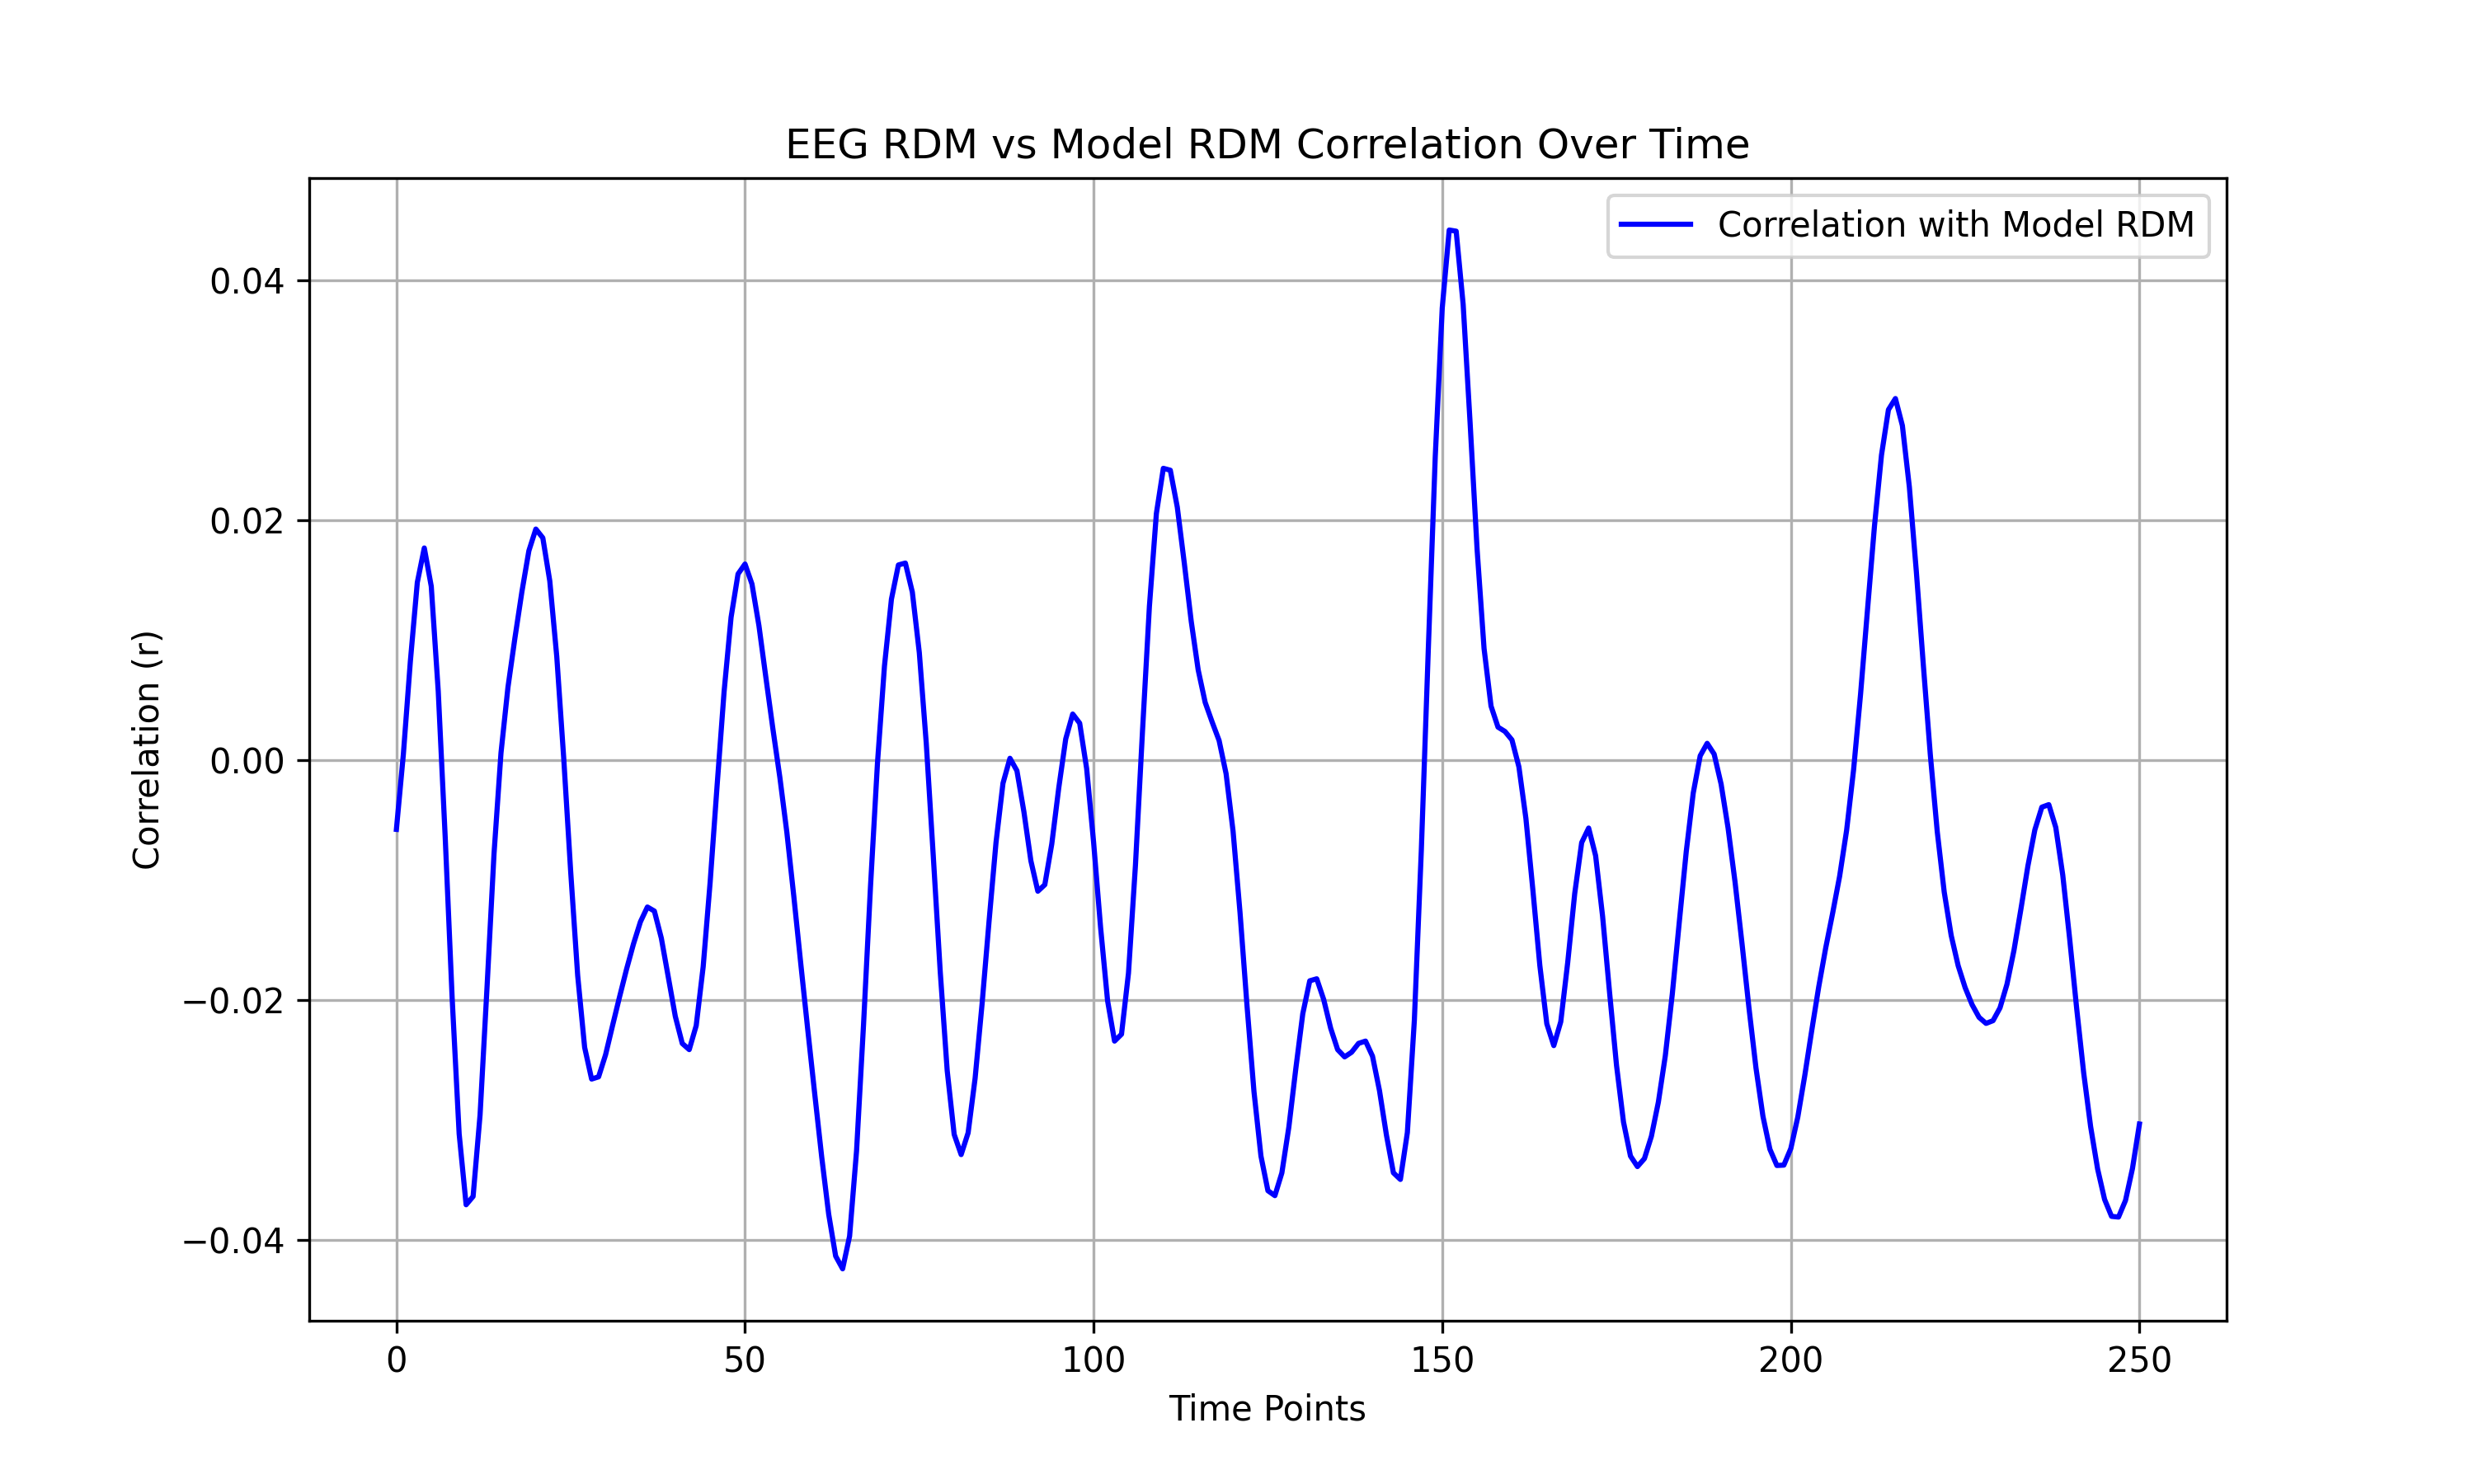 EEG RDM vs Model RDM Correlation Over Time
Correlation with Model RDM
Correlation (r)
0.04
0.02
0.00
−0.02
−0.04
0 50 100 150 200 250
Time Points